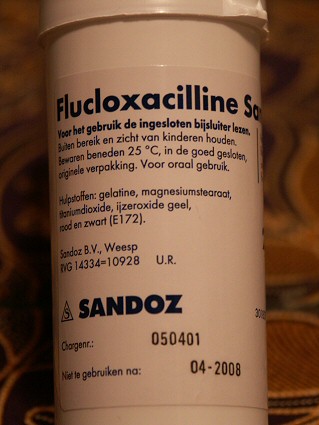 Flucloxacilline Sa
Voor het gebruik de ingesloten bijsluiter lezen.
Buiten bereik en zicht van kinderen houden.
Bewaren beneden 25 °C, in de goed gesloten,
originele verpakking. Voor oraal gebruik.
Hulpstoffen: gelatine, magnesiumstearaat,
titaniumdioxide, ijzeroxide geel,
rood en zwart (E172).
Sandoz B.V., Weesp
RVG 14334=10928 U.R.
SANDOZ
Chargenr.: 050401
Niet te gebruiken na: 04-2008